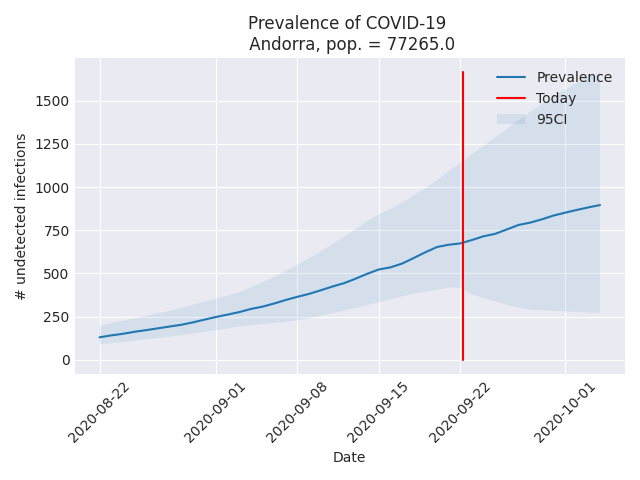 Prevalence of COVID-19
Andorra, pop. = 77265.0
Prevalence
Today
95CI
# undetected infections
1500
1250
1000
750
500
250
0
2020-08-22
2020-09-01
2020-09-08
2020-09-15
2020-09-22
2020-10-01
Date